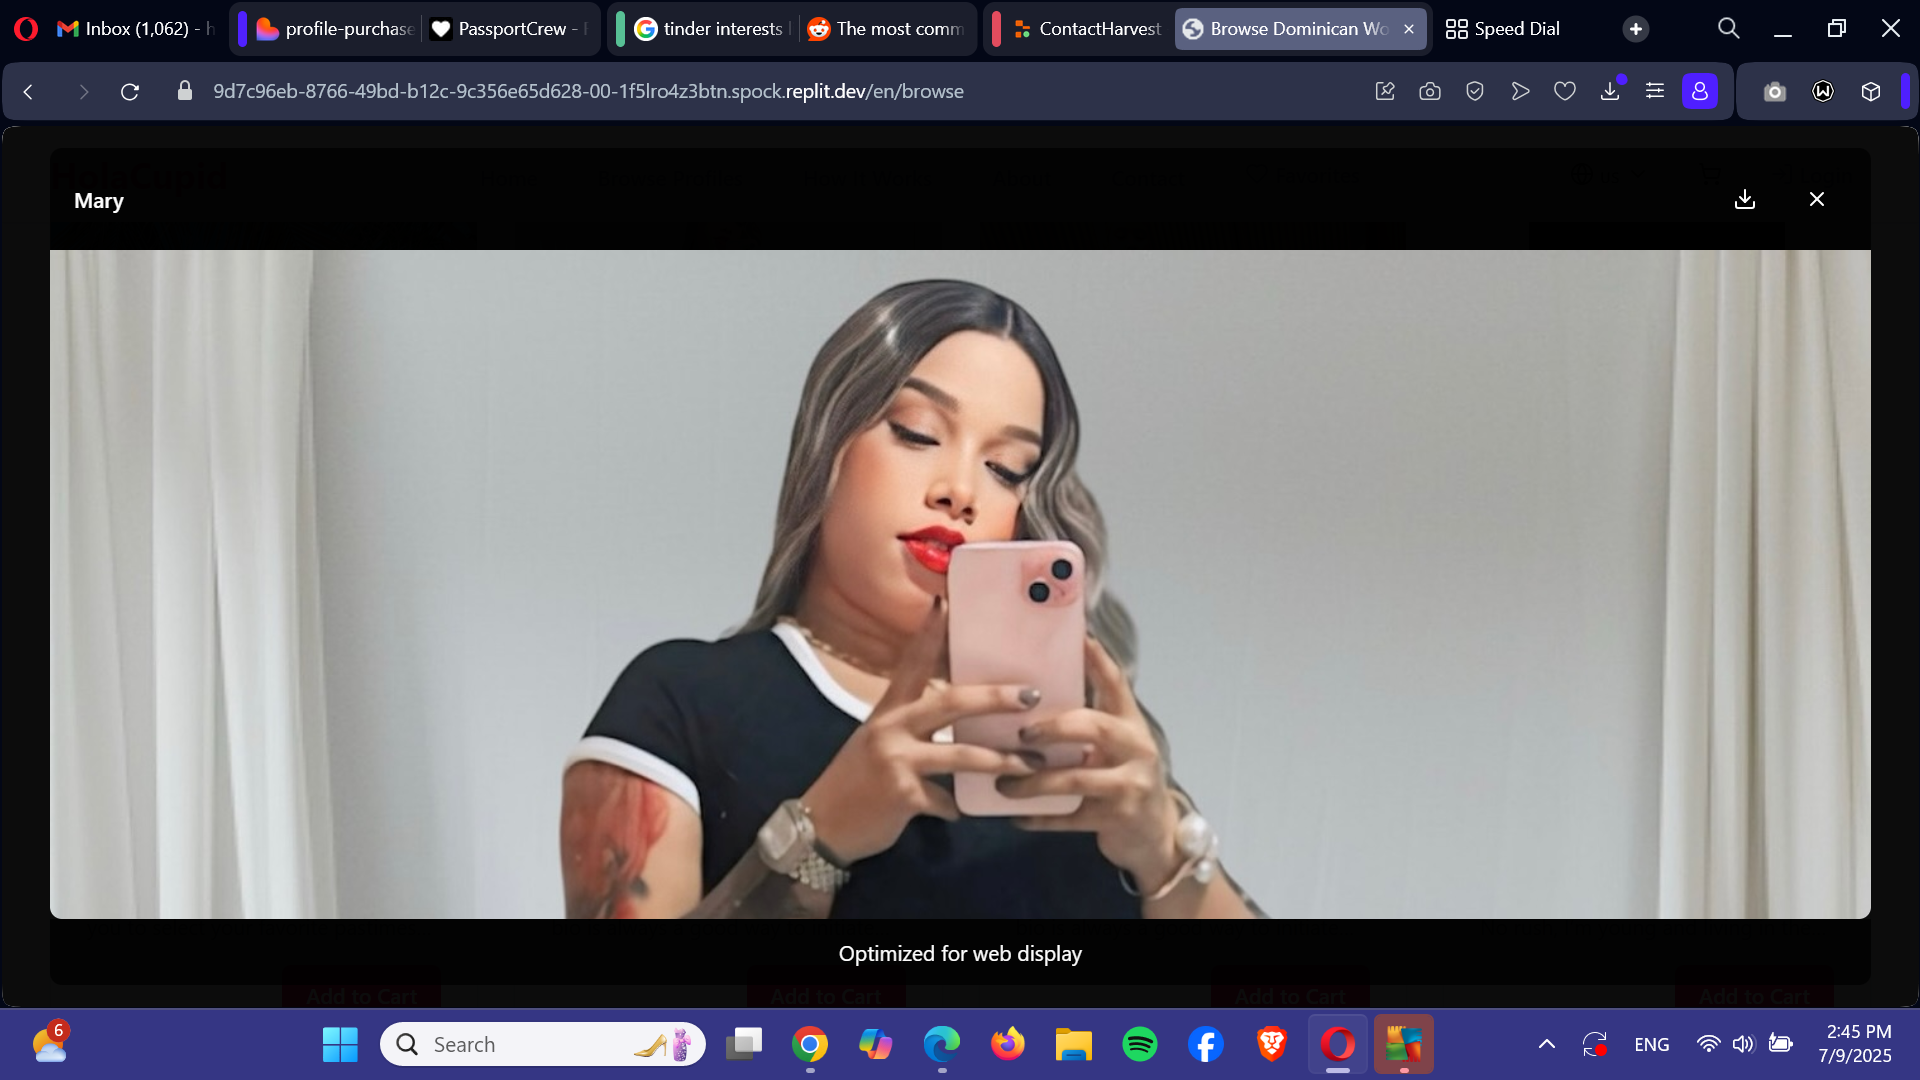 Inbox (1,062) - h
profile-purchase
PassportCrew -
tinder interests
The most comm
ContactHarvest
Browse Dominican Wo
Speed Dial
9d7c96eb-8766-49bd-b12c-9c356e65d628-00-1f5lro4z3btn.spock.replit.dev/en/browse
HolaCupid
Mary
Optimized for web display
Add to Cart Add to Cart Add to Cart Add to Cart
6
Search
ENG
2:45 PM
7/9/2025